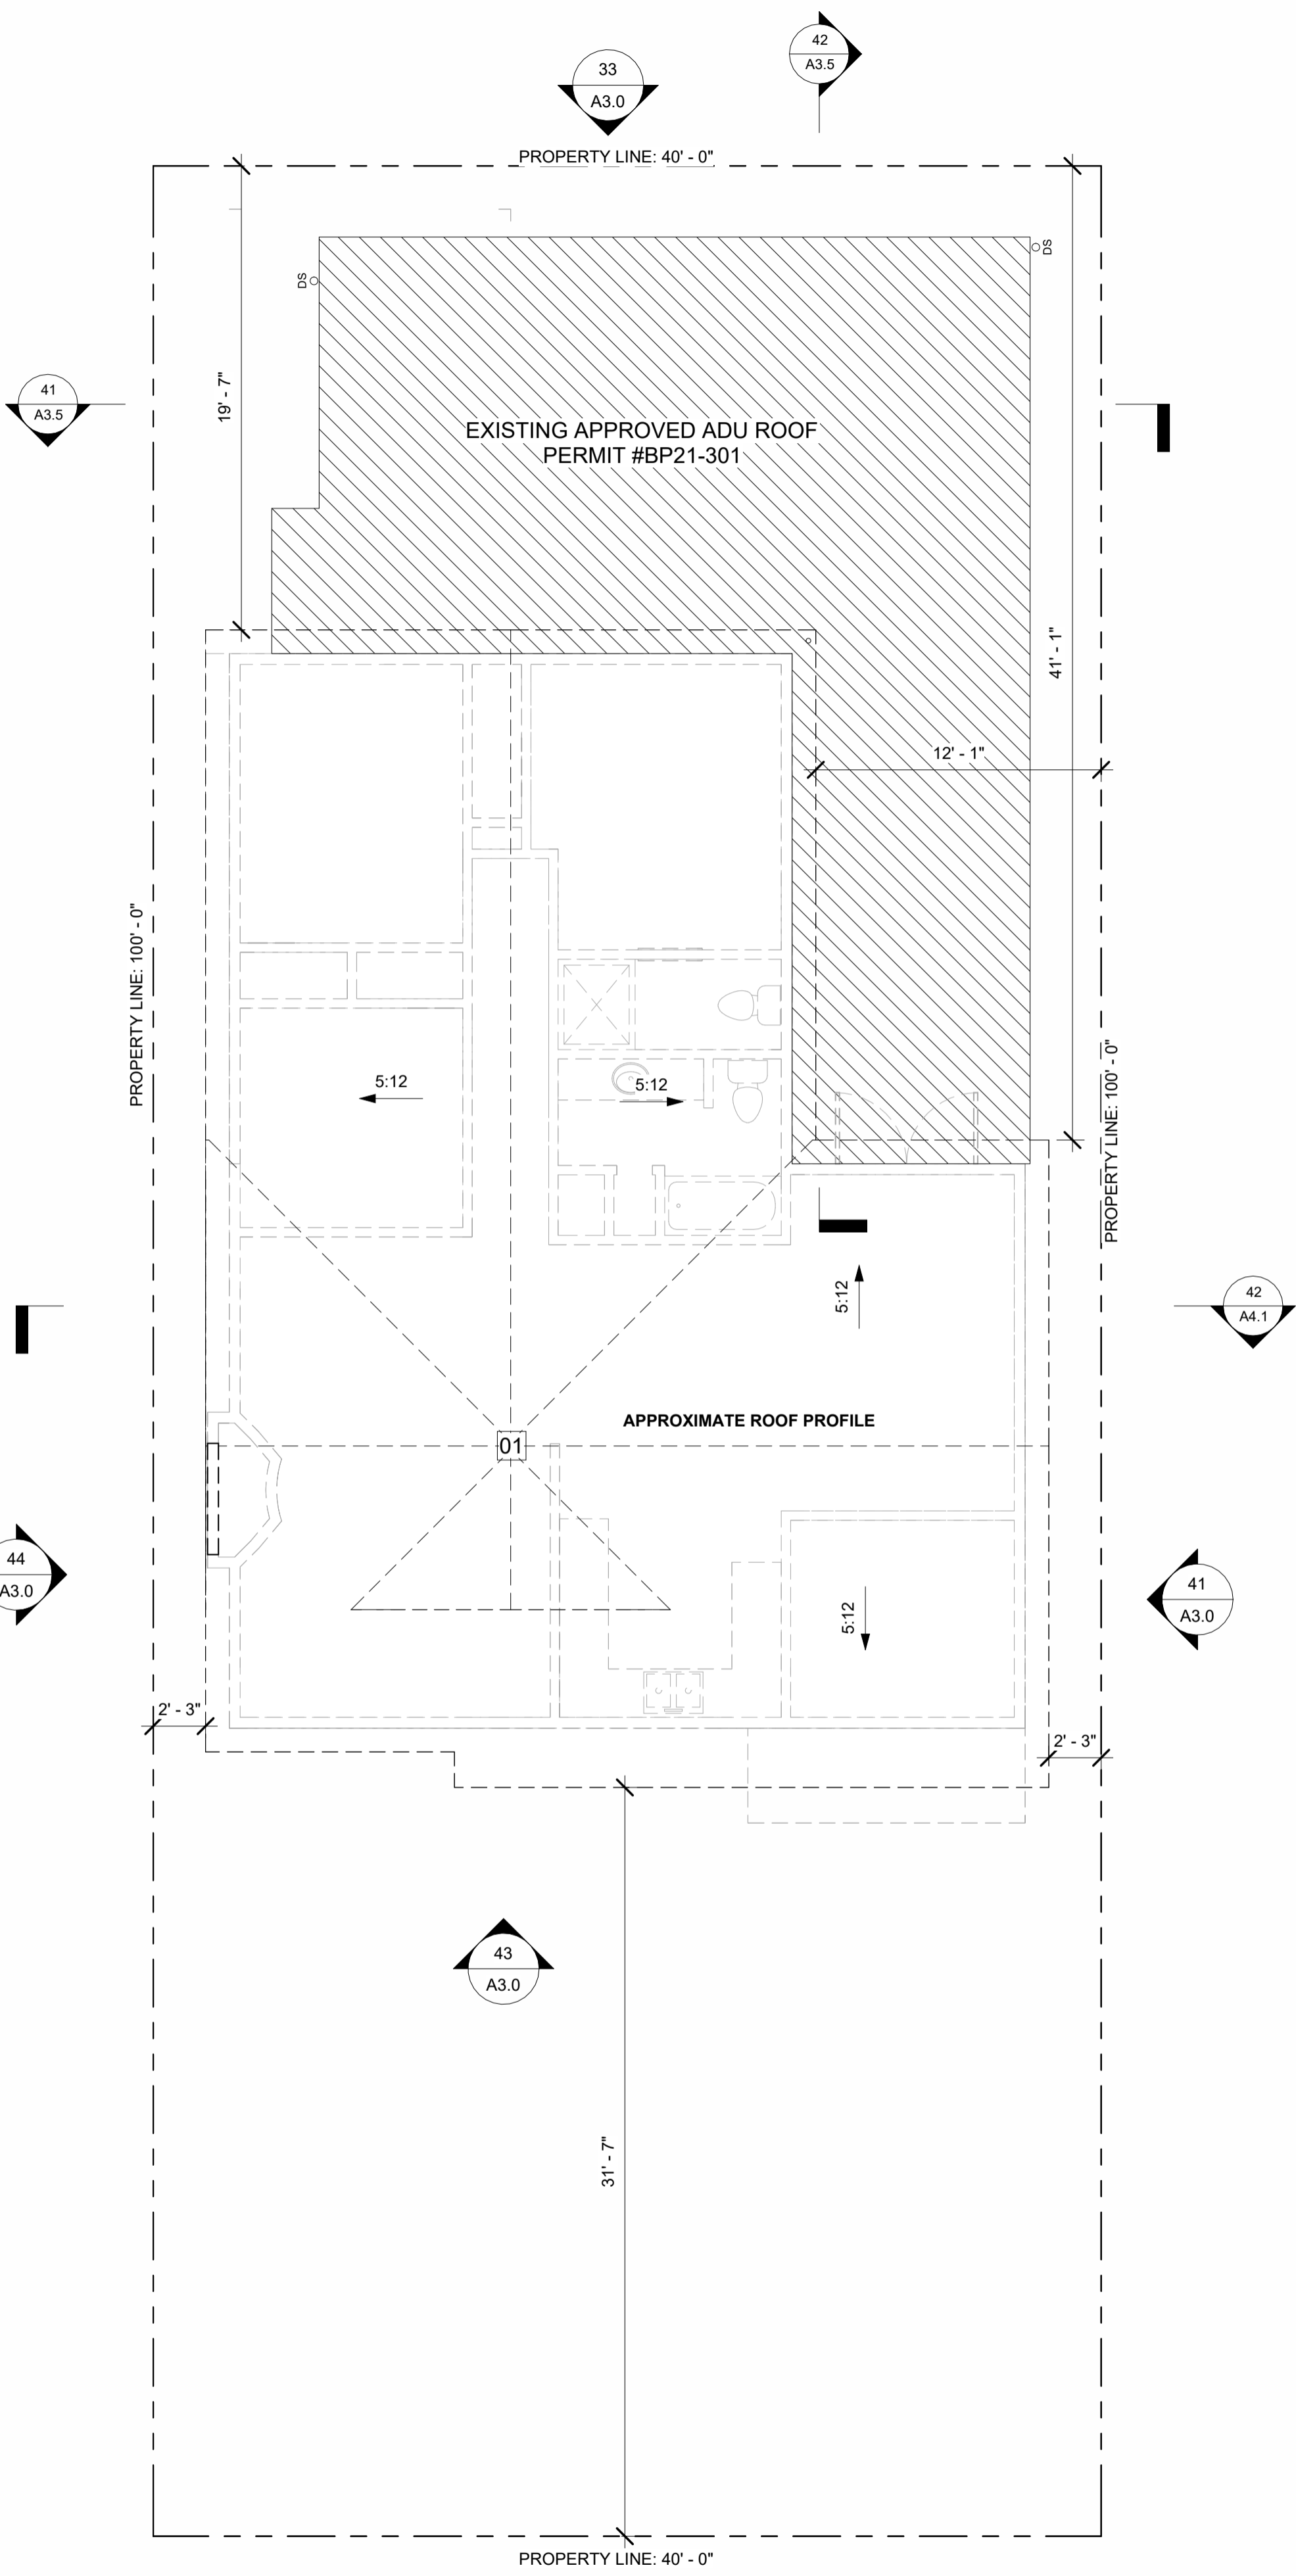 42
A3.5
33
A3.0
PROPERTY LINE: 40' - 0"
DS
DS
41
A3.5
19' - 7"
EXISTING APPROVED ADU ROOF
PERMIT #BP21-301
41' - 1"
12' - 1"
PROPERTY LINE: 100' - 0"
PROPERTY LINE: 100' - 0"
5:12
5:12
5:12
42
A4.1
APPROXIMATE ROOF PROFILE
01
44
A3.0
41
A3.0
5:12
2' - 3"
2' - 3"
43
A3.0
31' - 7"
PROPERTY LINE: 40' - 0"